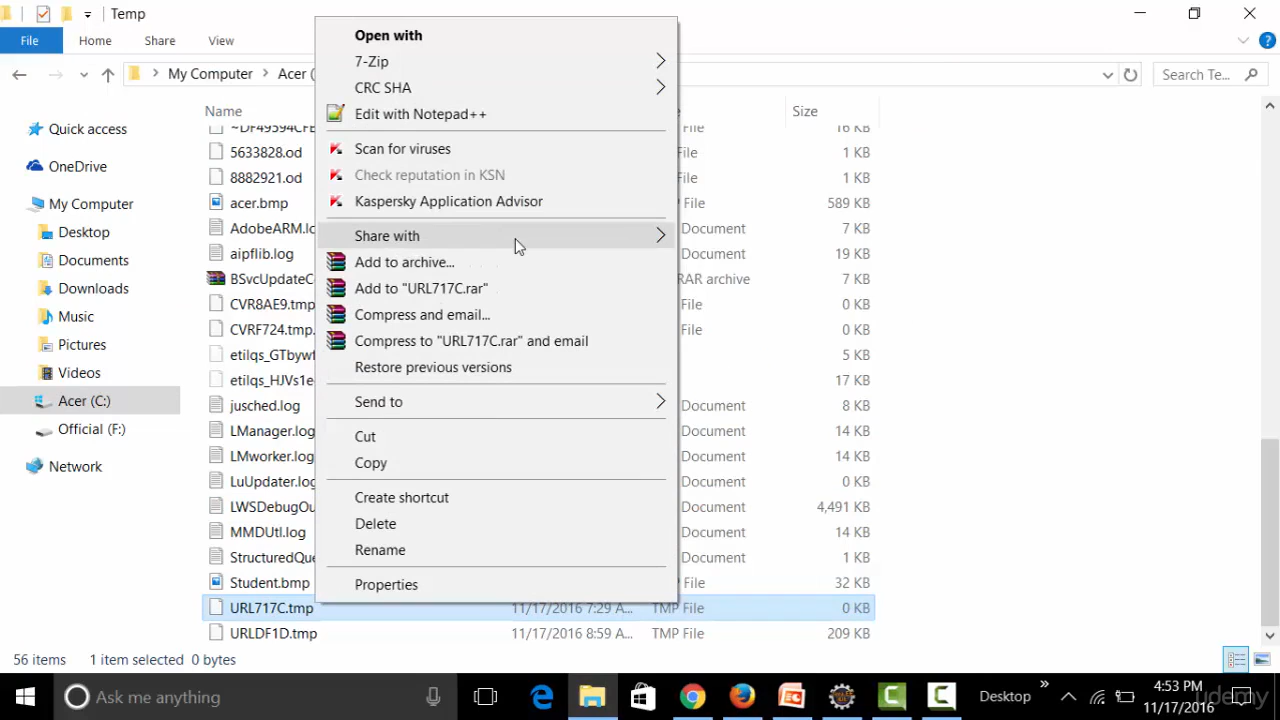 Temp
File Home Share View
My Computer Acer (
Search Te...
Quick access
OneDrive
My Computer
Desktop
Documents
Downloads
Music
Pictures
Videos
Acer (C:)
Official (F:)
Network
Name Size
16 KB
5633828.od File 1 KB
8882921.od File 1 KB
acer.bmp File 589 KB
AdobeARM.lo Document 7 KB
aipflib.log Document 14 KB
BSvcUpdateC RAR archive 7 KB
CVR8AE9.tmp File 0 KB
CVRF724.tmp. File 0 KB
etilqs_GTbywf 5 KB
etilqs_HJVs1e 17 KB
jusched.log Document 8 KB
LManager.log Document 14 KB
LMworker.log Document 14 KB
LuUpdater.log Document 0 KB
LWSDebugOu Document 4,491 KB
MMDUtl.log Document 14 KB
StructuredQue Document 1 KB
Student.bmp File 32 KB
URL717C.tmp 11/17/2016 7:29 A... TMP File 0 KB
URLDF1D.tmp 11/17/2016 8:59 A... TMP File 209 KB
Open with
7-Zip
CRC SHA
Edit with Notepad++
Scan for viruses
Check reputation in KSN
Kaspersky Application Advisor
Share with
Add to archive...
Add to "URL717C.rar"
Compress and email...
Compress to "URL717C.rar" and email
Restore previous versions
Send to
Cut
Copy
Create shortcut
Delete
Rename
Properties
56 items 1 item selected 0 bytes
Ask me anything
Desktop
4:53 PM
11/17/2016
udemy